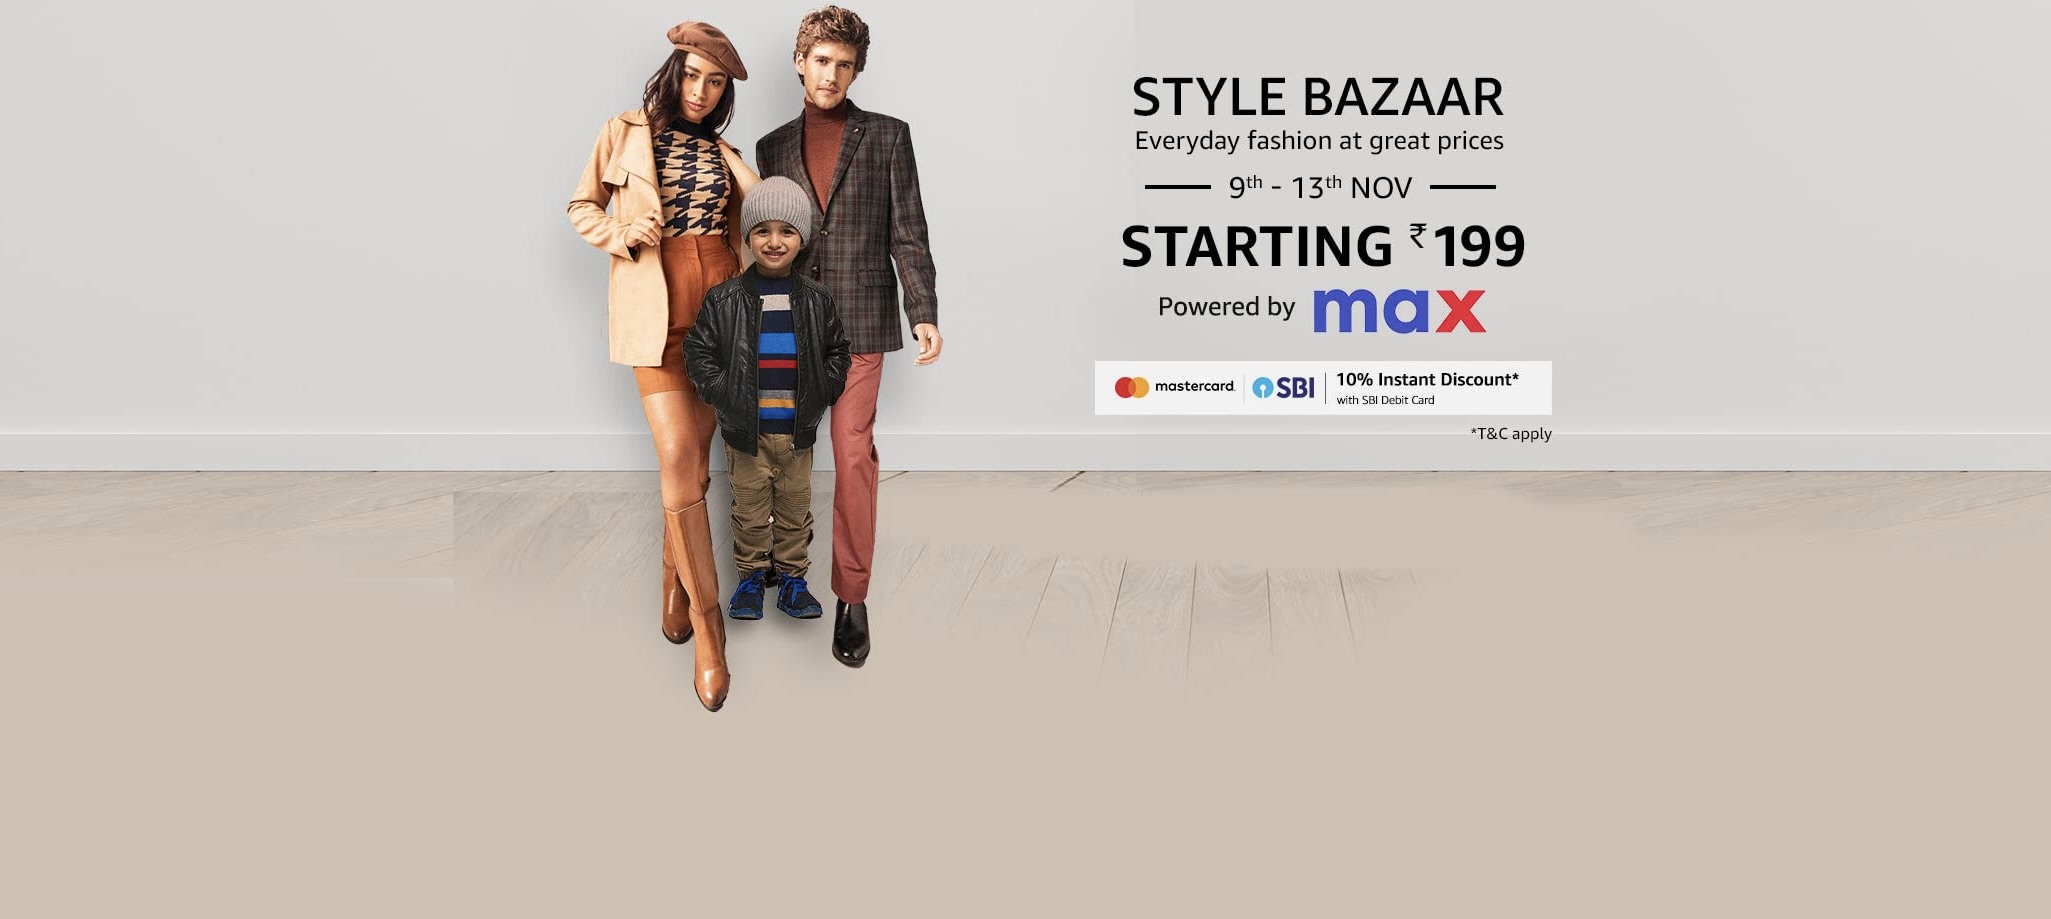 STYLE BAZAAR
Everyday fashion at great prices
9th - 13th NOV
STARTING ₹199
Powered by max
mastercard. SBI 10% Instant Discount*
with SBI Debit Card
*T&C apply